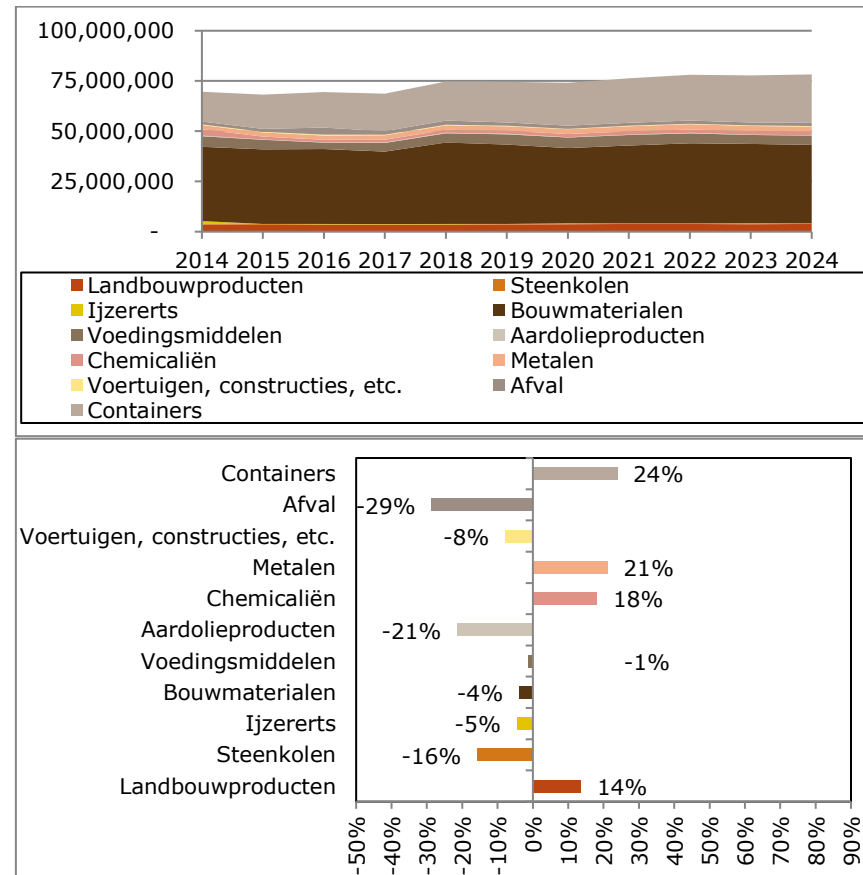 100,000,000
75,000,000
50,000,000
25,000,000
-
2014 2015 2016 2017 2018 2019 2020 2021 2022 2023 2024
Landbouwproducten Steenkolen
Ijzererts Bouwmaterialen
Voedingsmiddelen Aardolieproducten
Chemicaliën Metalen
Voertuigen, constructies, etc. Afval
Containers
Containers 24%
Afval -29%
Voertuigen, constructies, etc. -8%
Metalen 21%
Chemicaliën 18%
Aardolieproducten -21%
Voedingsmiddelen -1%
Bouwmaterialen -4%
Ijzererts -5%
Steenkolen -16%
Landbouwproducten 14%
-50% -40% -30% -20% -10% 0% 10% 20% 30% 40% 50% 60% 70% 80% 90%